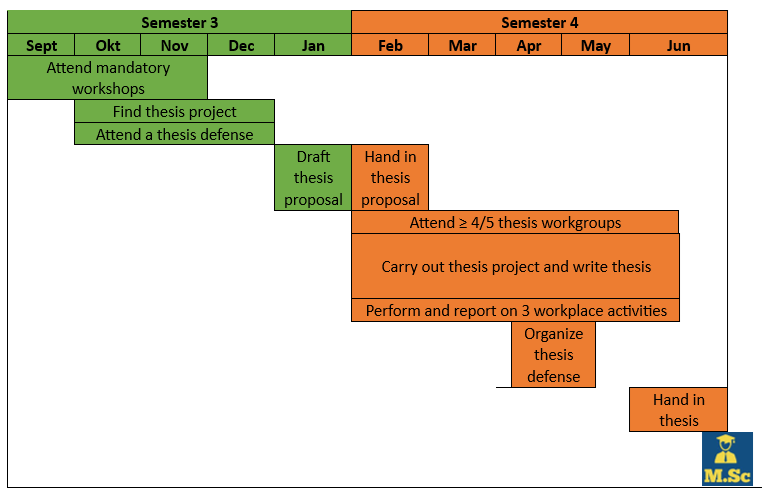 Semester 3 Semester 4
Sept Okt Nov Dec Jan Feb Mar Apr May Jun
Attend mandatory
workshops
Find thesis project
Attend a thesis defense
Draft
thesis
proposal
Hand in
thesis
proposal
Attend ≥ 4/5 thesis workgroups
Carry out thesis project and write thesis
Perform and report on 3 workplace activities
Organize
thesis
defense
Hand in
thesis
M.Sc